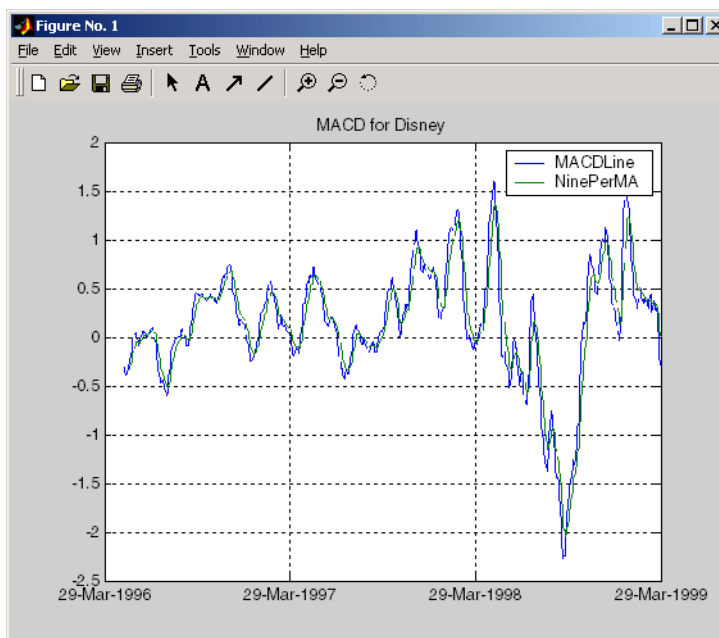 Figure No. 1
File Edit View Insert Tools Window Help
A
MACD for Disney
MACDLine
NinePerMA
2
1.5
1
0.5
0
-0.5
-1
-1.5
-2
-2.5
29-Mar-1996 29-Mar-1997 29-Mar-1998 29-Mar-1999